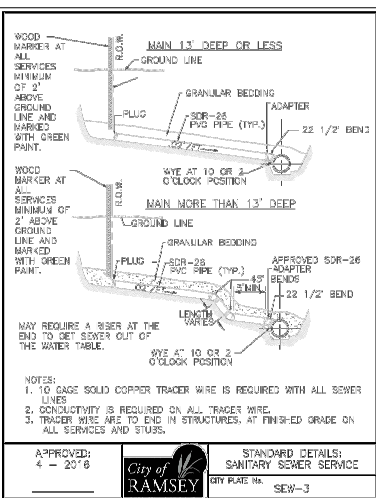 WOOD
MARKER AT
ALL
SERVICES
MINIMUM
OF 2'
ABOVE
GROUND
LINE AND
MARKED
WITH GREEN
PAINT.
R.O.W.
MAIN 13' DEEP OR LESS
GROUND LINE
GRANULAR BEDDING
ADAPTER
PLUG
SDR-26
PVC PIPE (TYP.)
22 1/2' BEND
WYE AT 10 OR 2
O'CLOCK POSITION
WOOD
MARKER AT
ALL
SERVICES
MINIMUM OF
2' ABOVE
GROUND
LINE AND
MARKED
WITH GREEN
PAINT.
R.O.W.
MAIN MORE THAN 13' DEEP
GROUND LINE
GRANULAR BEDDING
PLUG
SDR-26
PVC PIPE (TYP.)
APPROVED SDR-26
ADAPTER
45°
BENDS
MIN.
22 1/2' BEND
LENGTH
VARIES
MAY REQUIRE A RISER AT THE
END TO GET SEWER OUT OF
THE WATER TABLE.
WYE AT 10 OR 2
O'CLOCK POSITION
NOTES:
1. 10 GAGE SOLID COPPER TRACER WIRE IS REQUIRED WITH ALL SEWER
LINES
2. CONDUCTIVITY IS REQUIRED ON ALL TRACER WIRE.
3. TRACER WIRE ARE TO END IN STRUCTURES, AT FINISHED GRADE ON
ALL SERVICES AND STUBS.
APPROVED:
4 - 2016
City of
RAMSEY
STANDARD DETAILS:
SANITARY SEWER SERVICE
CITY PLATE No.
SEW-3